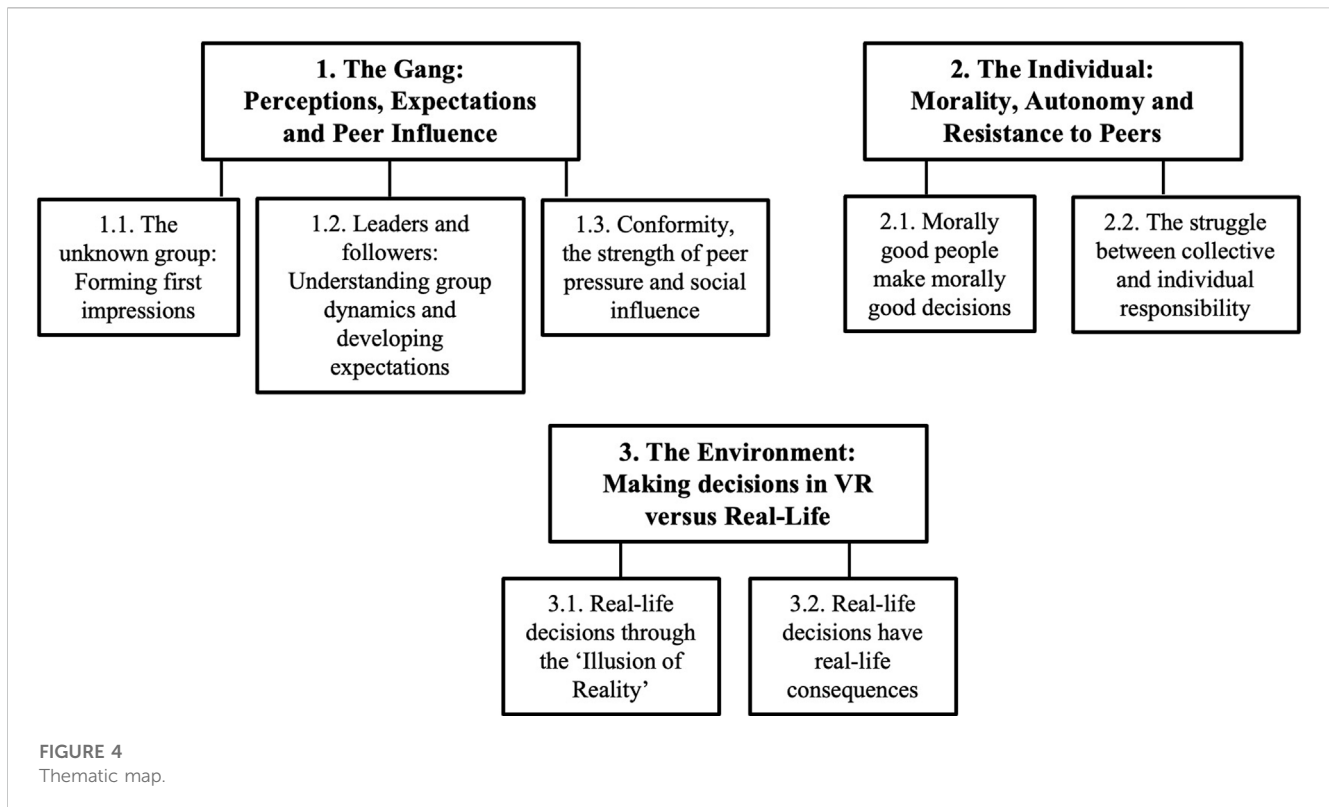 1. The Gang:
Perceptions, Expectations
and Peer Influence
1.1. The
unknown group:
Forming first
impressions
1.2. Leaders and
followers:
Understanding group
dynamics and
developing
expectations
1.3. Conformity,
the strength of peer
pressure and social
influence
2. The Individual:
Morality, Autonomy and
Resistance to Peers
2.1. Morally
good people
make morally
good decisions
2.2. The struggle
between collective
and individual
responsibility
3. The Environment:
Making decisions in VR
versus Real-Life
3.1. Real-life
decisions through
the ‘Illusion of
Reality’
3.2. Real-life
decisions have
real-life
consequences
FIGURE 4
Thematic map.